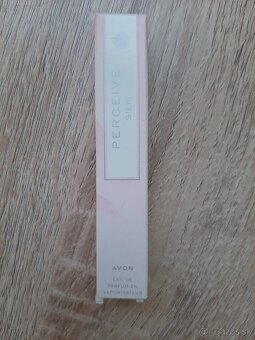 PERCEIVE
SILK
AVON
EAU DE
PARFUM EN
VAPORISATEUR